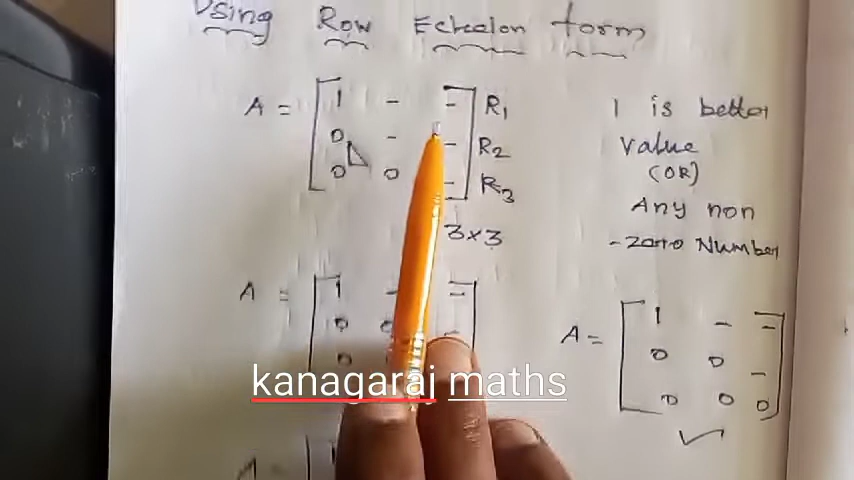 Using Row Echelon form
A = [ 1 - - ] R1
[ 0 - - ] R2
[ 0 0 - ] R3
3×3
1 is better
value
(OR)
Any non
-zero Number
A = [ 1 - - ]
[ 0 0 - ]
[ 0
A = [ 1 - - ]
[ 0 0 - ]
[ 0 0 0 ]
kanagaraj maths